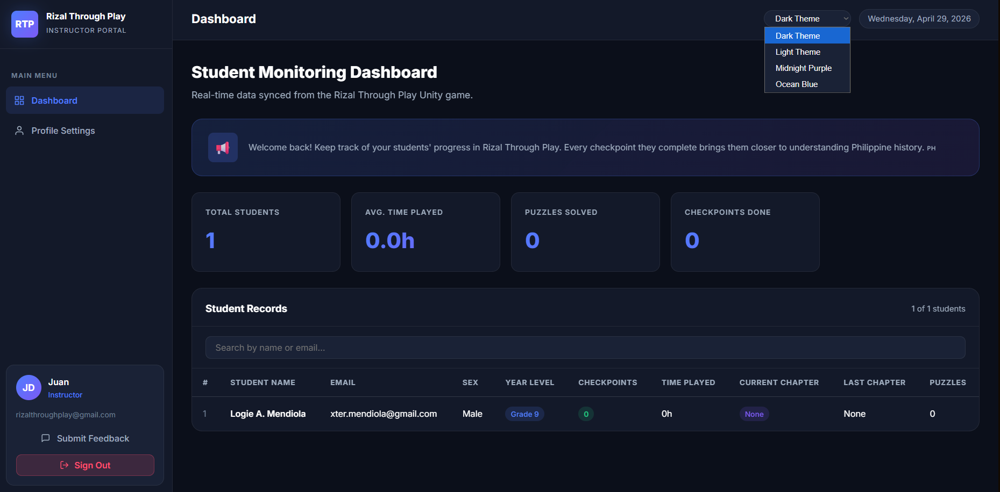 RTP
Rizal Through Play
INSTRUCTOR PORTAL
MAIN MENU
Dashboard
Profile Settings
Juan
JD
Instructor
rizalthroughplay@gmail.com
Submit Feedback
Sign Out
Dashboard
Dark Theme
Wednesday, April 29, 2026
Dark Theme
Light Theme
Midnight Purple
Ocean Blue
Student Monitoring Dashboard
Real-time data synced from the Rizal Through Play Unity game.
Welcome back! Keep track of your students' progress in Rizal Through Play. Every checkpoint they complete brings them closer to understanding Philippine history. PH
TOTAL STUDENTS
1
AVG. TIME PLAYED
0.0h
PUZZLES SOLVED
0
CHECKPOINTS DONE
0
Student Records
1 of 1 students
Search by name or email...
# STUDENT NAME EMAIL SEX YEAR LEVEL CHECKPOINTS TIME PLAYED CURRENT CHAPTER LAST CHAPTER PUZZLES
1 Logie A. Mendiola xter.mendiola@gmail.com Male Grade 9 0 0h None None 0